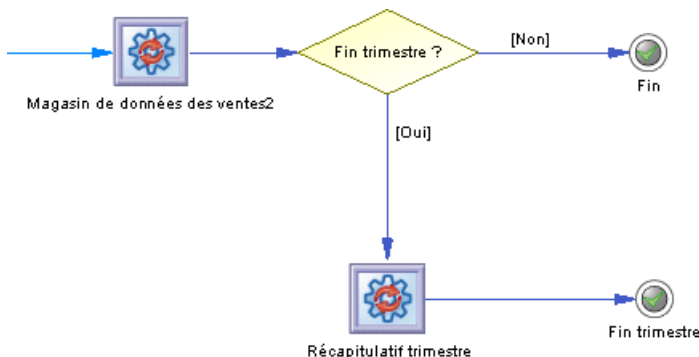 Fin trimestre ?
[Non]
Magasin de données des ventes2
Fin
[Oui]
Fin trimestre
Récapitulatif trimestre